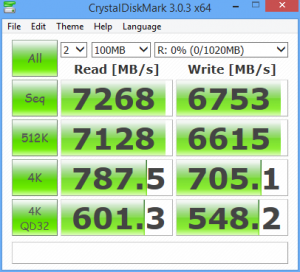 CrystalDiskMark 3.0.3 x64
File Edit Theme Help Language
All 2 100MB R: 0% (0/1020MB)
Read [MB/s] Write [MB/s]
Seq 7268 6753
512K 7128 6615
4K 787.5 705.1
4K QD32 601.3 548.2